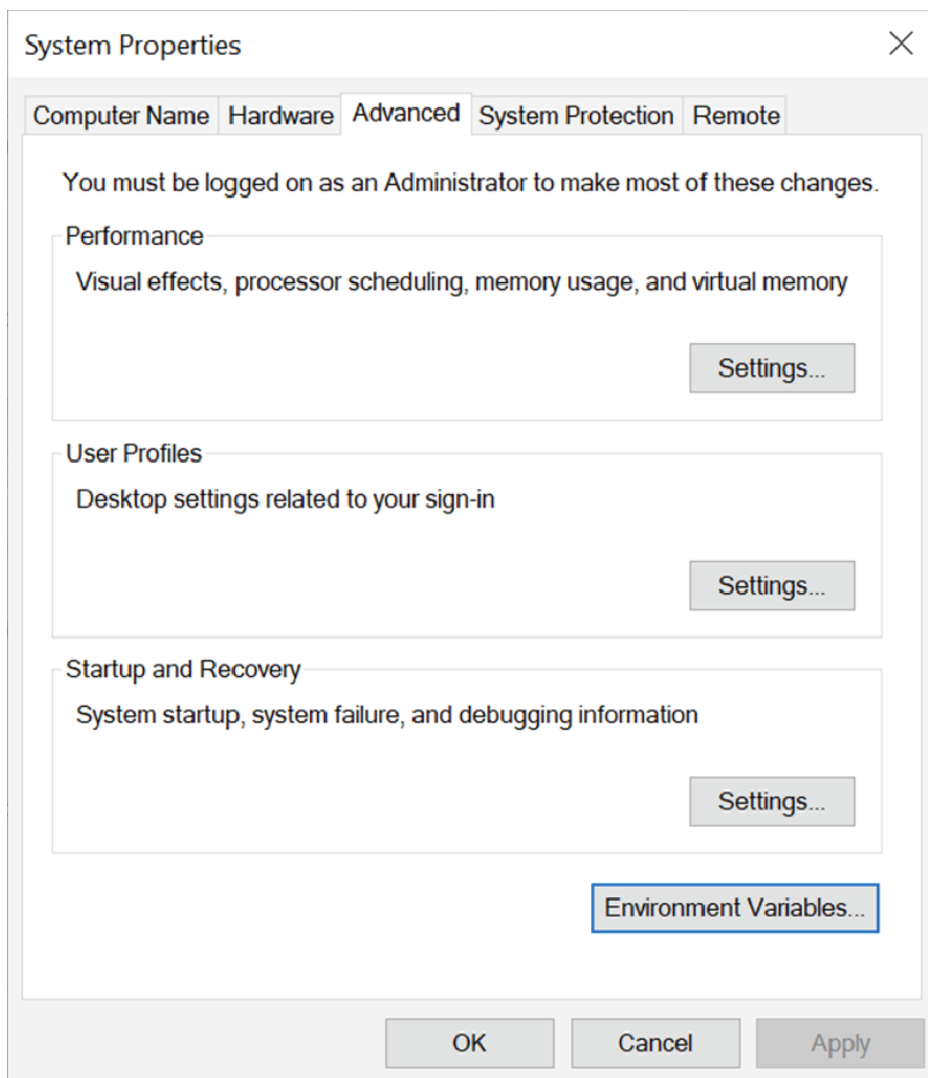 System Properties
Computer Name Hardware Advanced System Protection Remote
You must be logged on as an Administrator to make most of these changes.
Performance
Visual effects, processor scheduling, memory usage, and virtual memory
Settings...
User Profiles
Desktop settings related to your sign-in
Settings...
Startup and Recovery
System startup, system failure, and debugging information
Settings...
Environment Variables...
OK Cancel Apply